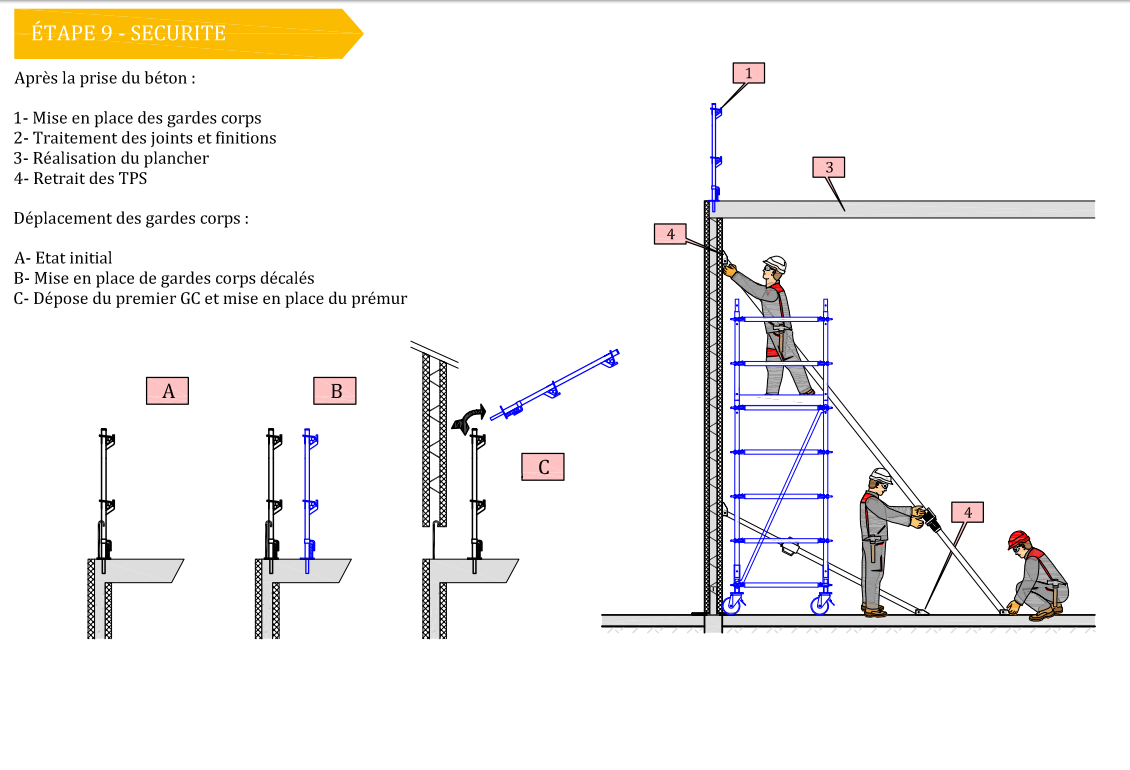 ÉTAPE 9 - SECURITE
Après la prise du béton :
1- Mise en place des gardes corps
2- Traitement des joints et finitions
3- Réalisation du plancher
4- Retrait des TPS
Déplacement des gardes corps :
A- Etat initial
B- Mise en place de gardes corps décalés
C- Dépose du premier GC et mise en place du prémur
A
B
C
1
3
4
4